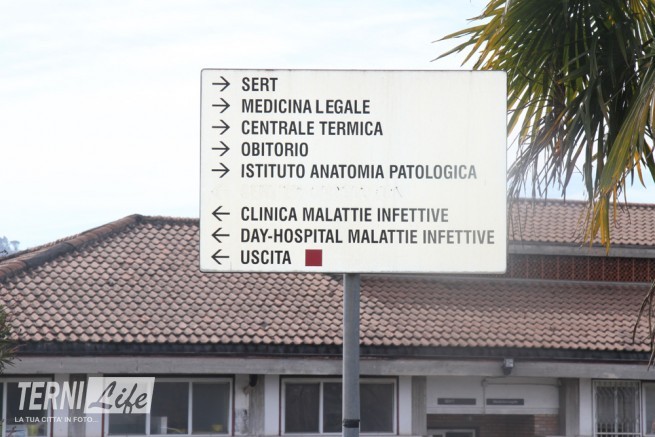 → SERT
→ MEDICINA LEGALE
→ CENTRALE TERMICA
→ OBITORIO
→ ISTITUTO ANATOMIA PATOLOGICA
← CLINICA MALATTIE INFETTIVE
← DAY-HOSPITAL MALATTIE INFETTIVE
← USCITA
TERNI Life
LA TUA CITTA' IN FOTO...